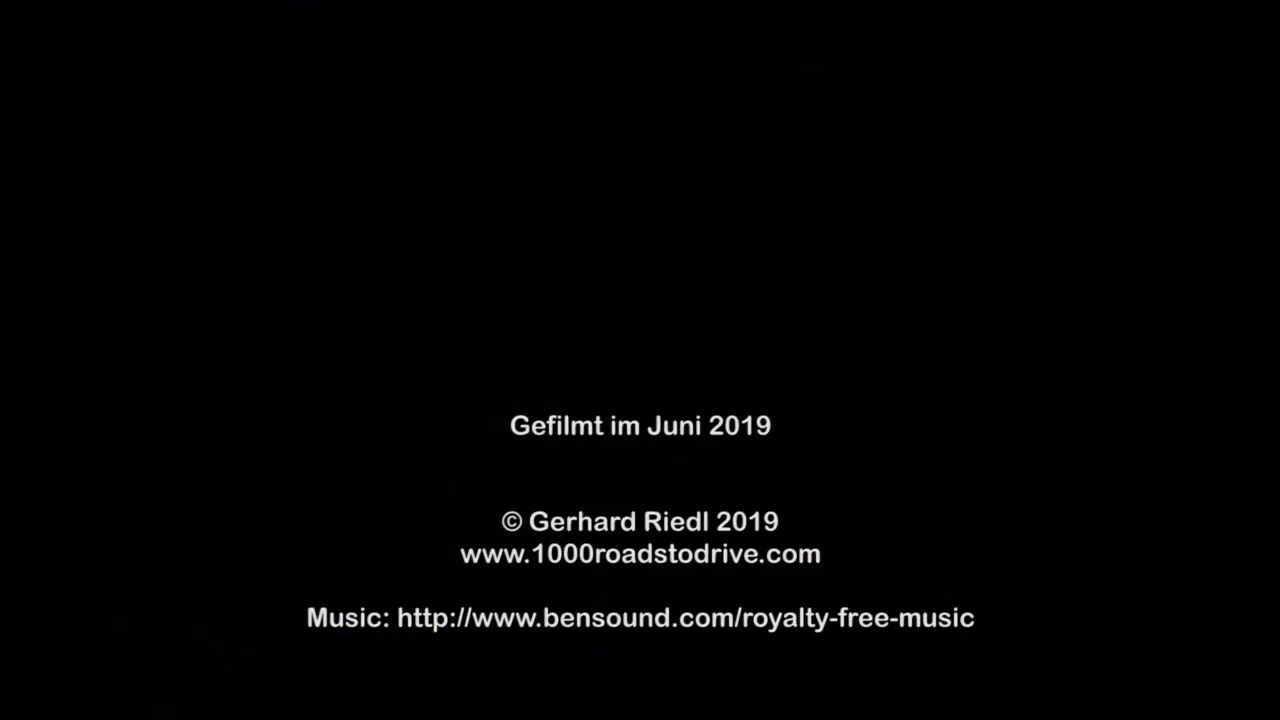 Gefilmt im Juni 2019
© Gerhard Riedl 2019
www.1000roadstodrive.com
Music: http://www.bensound.com/royalty-free-music